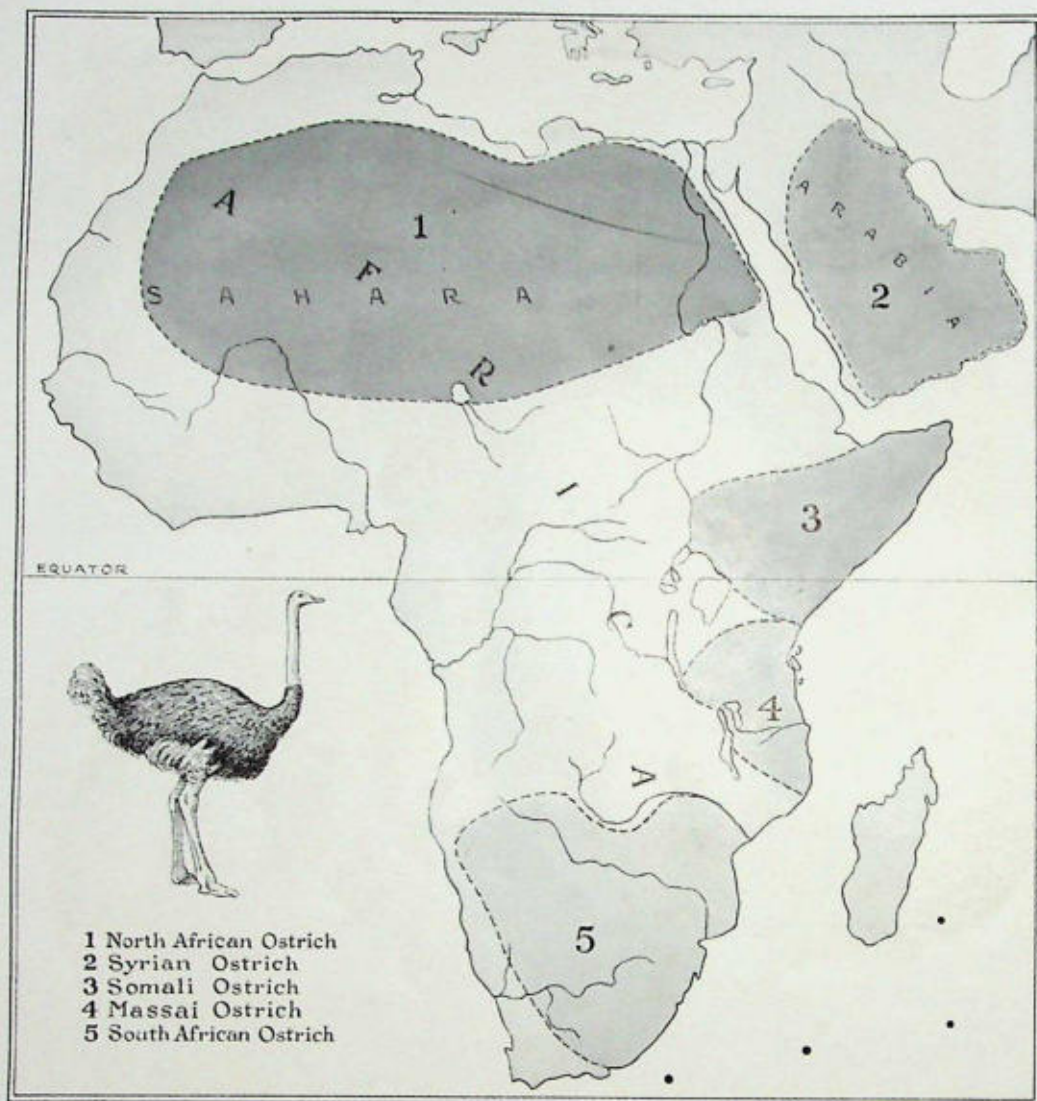 A F R I C A
1
S A H A R A
A R A B I A
2
3
EQUATOR
4
5
1 North African Ostrich
2 Syrian Ostrich
3 Somali Ostrich
4 Massai Ostrich
5 South African Ostrich